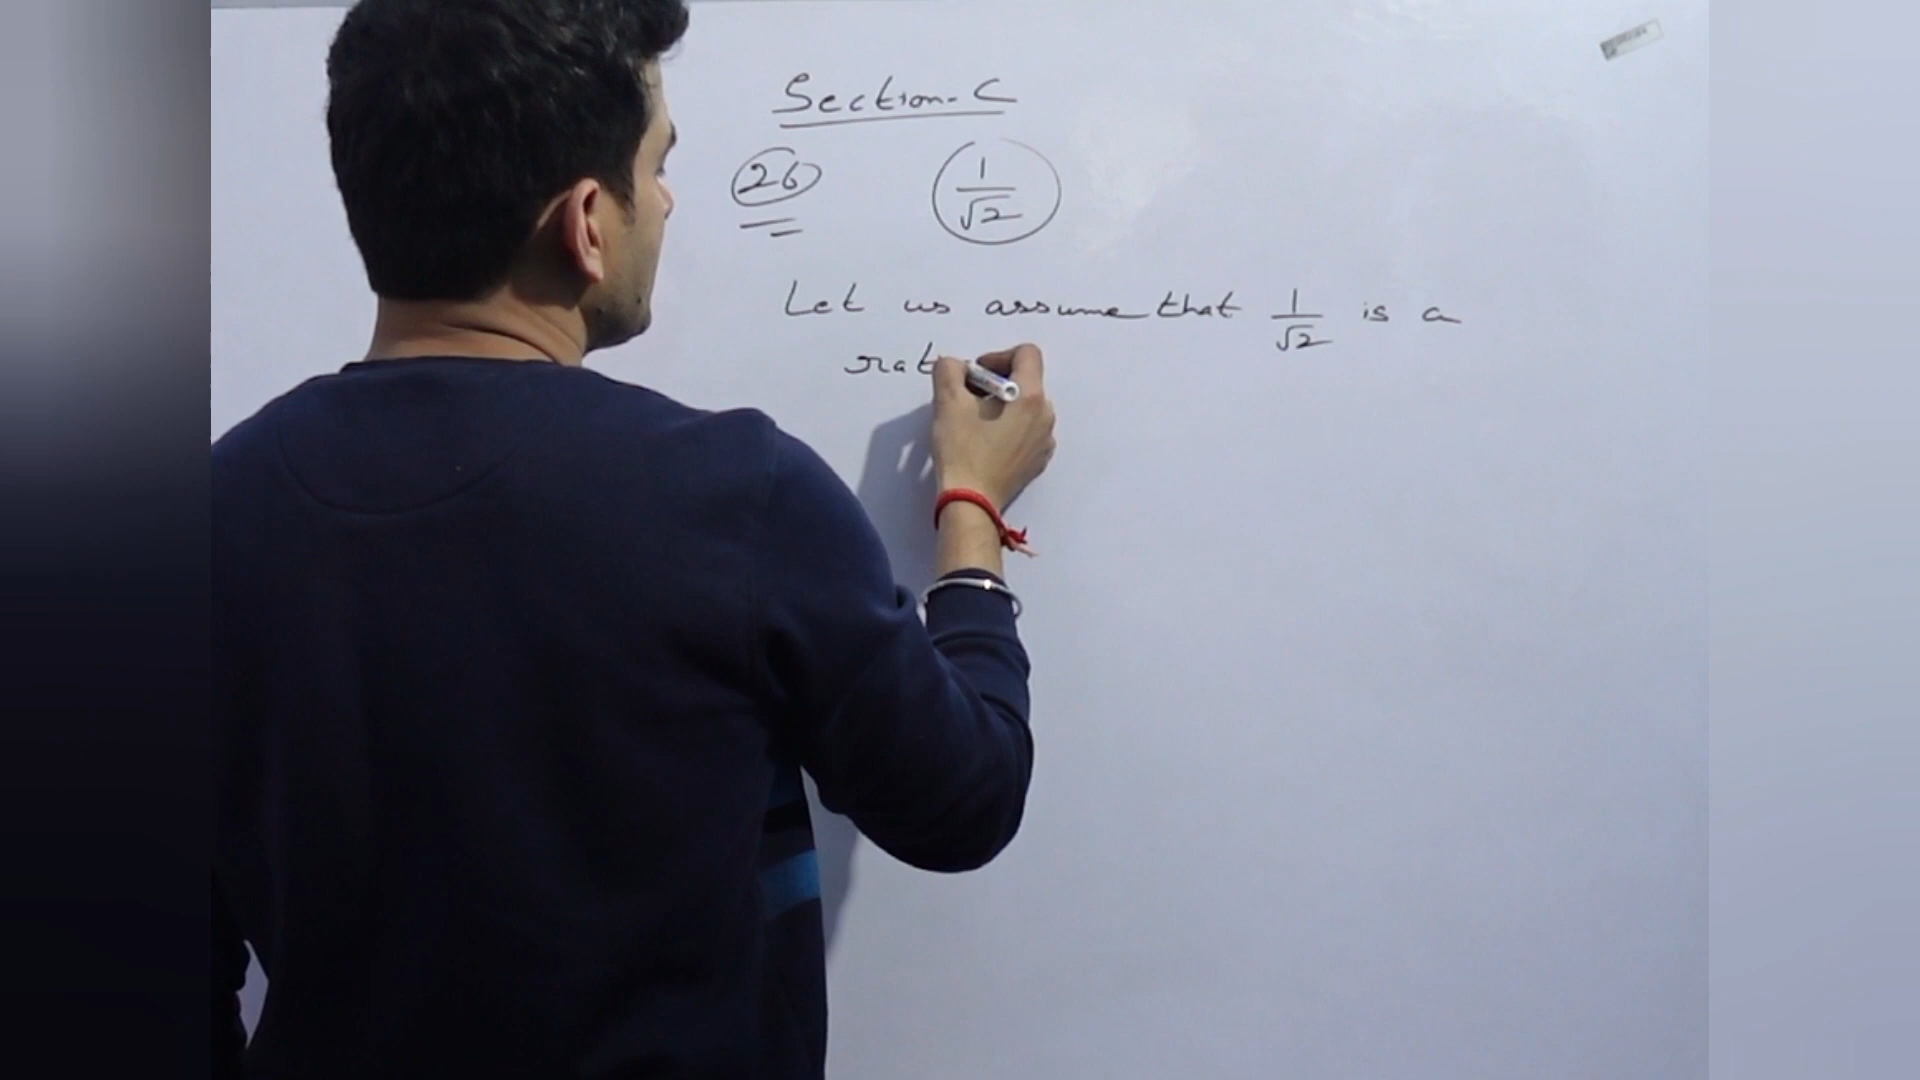 Section-C
26 1/√2
Let us assume that 1/√2 is a
rat